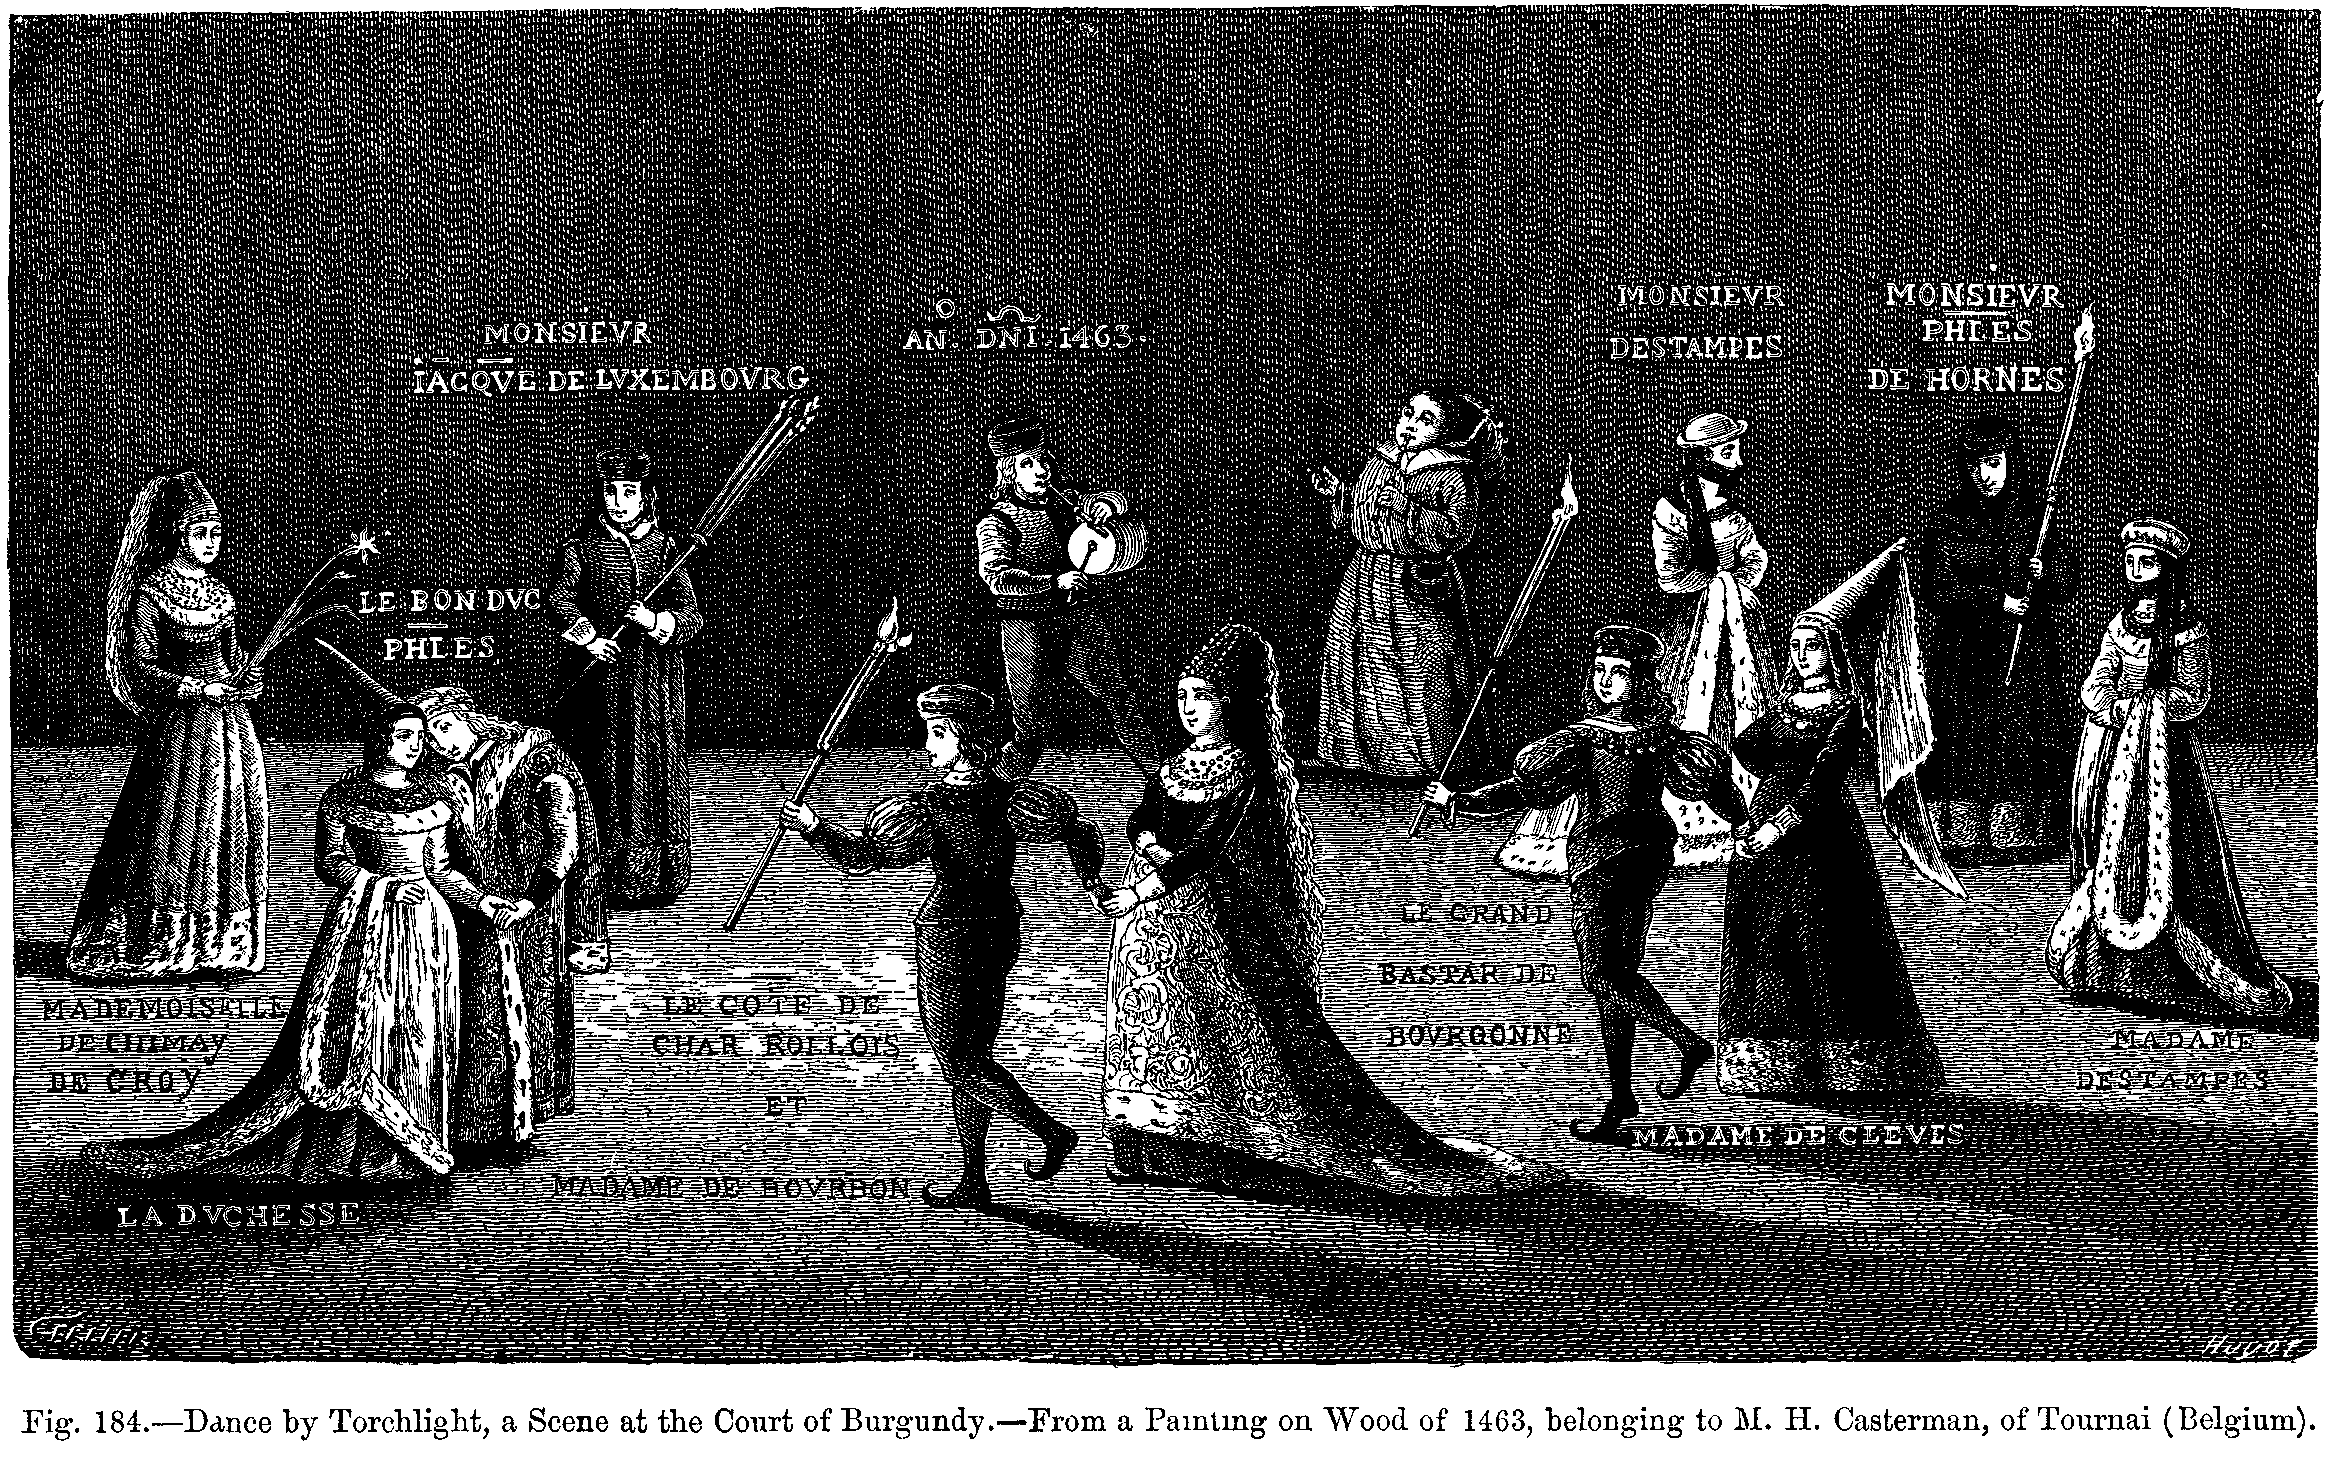 MONSIEVR
IACQVE DE LVXEMBOVRG
AN. DNI. 1463.
MONSIEVR
DESTAMPES
MONSIEVR
PHLES
DE HORNES
LE BON DVC
PHLES
MADEMOISELLE
DE CHIMAY
DE CROY
LA DVCHESSE
LE COTE DE
CHAR ROLLOIS
ET
MADAME DE BOVRBON
LE GRAND
BASTAR DE
BOVRGONNE
MADAME DE CLEVES
MADAME
DESTAMPES
Huyot
Fig. 184.—Dance by Torchlight, a Scene at the Court of Burgundy.—From a Painting on Wood of 1463, belonging to M. H. Casterman, of Tournai (Belgium).